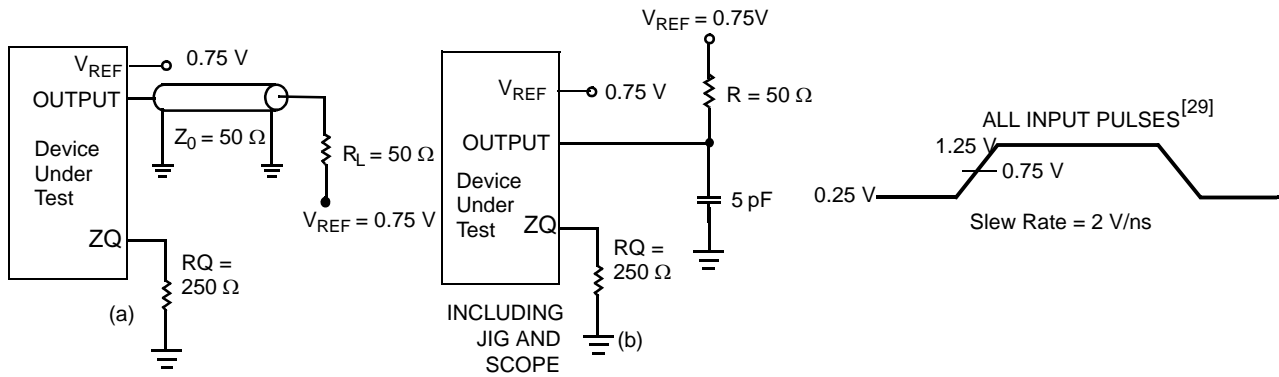 V_REF
0.75 V
OUTPUT
Z_0 = 50 Ω
Device
Under
Test
R_L = 50 Ω
V_REF = 0.75 V
ZQ
RQ =
250 Ω
(a)
V_REF = 0.75V
V_REF
0.75 V
R = 50 Ω
OUTPUT
Device
Under
Test
5 pF
ZQ
RQ =
250 Ω
INCLUDING
JIG AND
SCOPE
(b)
ALL INPUT PULSES[29]
1.25 V
0.75 V
0.25 V
Slew Rate = 2 V/ns